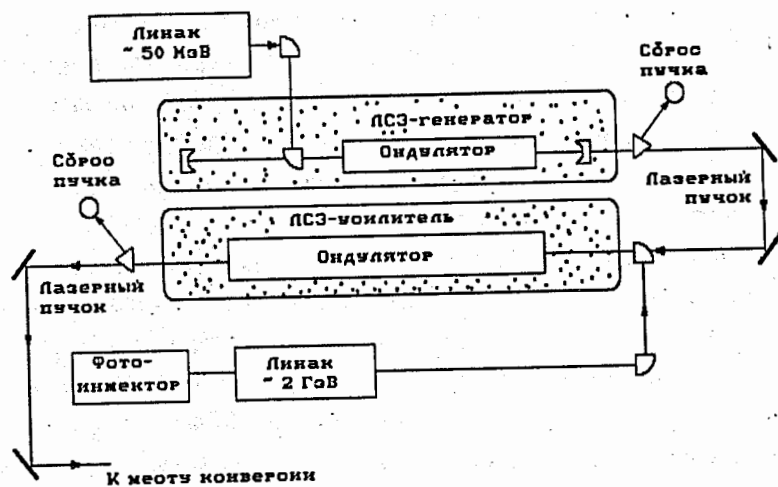 Линак
~ 50 МэВ
Сброс
пучка
ЛСЭ-генератор
Ондулятор
Лазерный
пучок
Сброс
пучка
ЛСЭ-усилитель
Ондулятор
Лазерный
пучок
Фото-
инжектор
Линак
~ 2 ГэВ
К месту конверсии